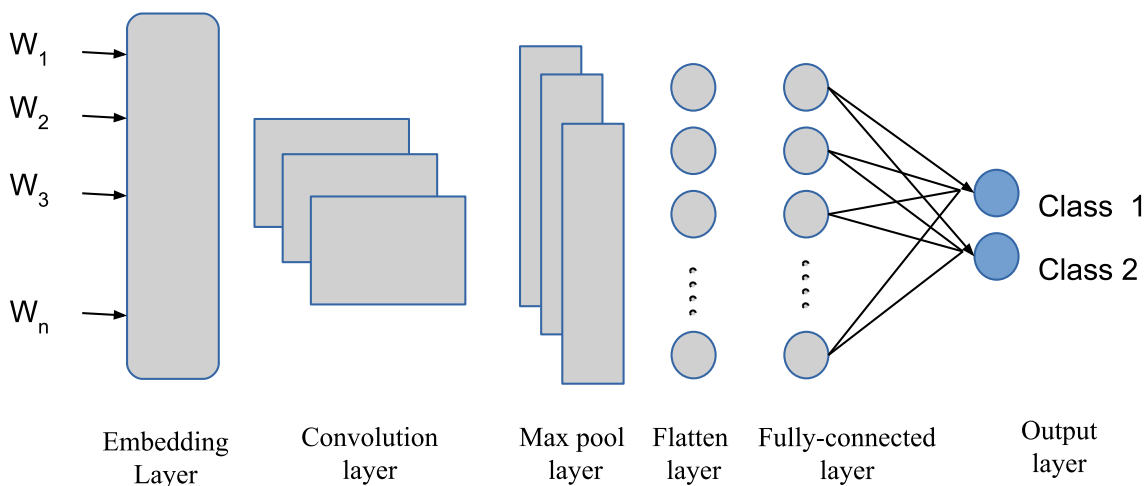 W1
W2
W3
Wn
Class 1
Class 2
Embedding
Layer
Convolution
layer
Max pool
layer
Flatten
layer
Fully-connected
layer
Output
layer